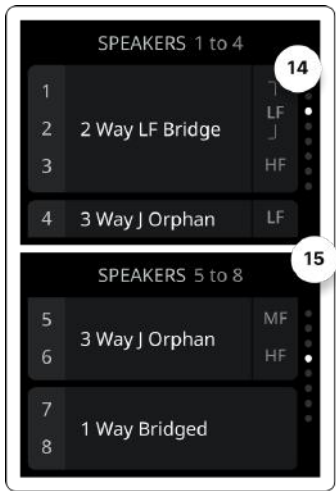 SPEAKERS 1 to 4
14
1
2 2 Way LF Bridge LF
3 HF
4 3 Way J Orphan LF
15
SPEAKERS 5 to 8
5 MF
3 Way J Orphan
6 HF
7
1 Way Bridged
8